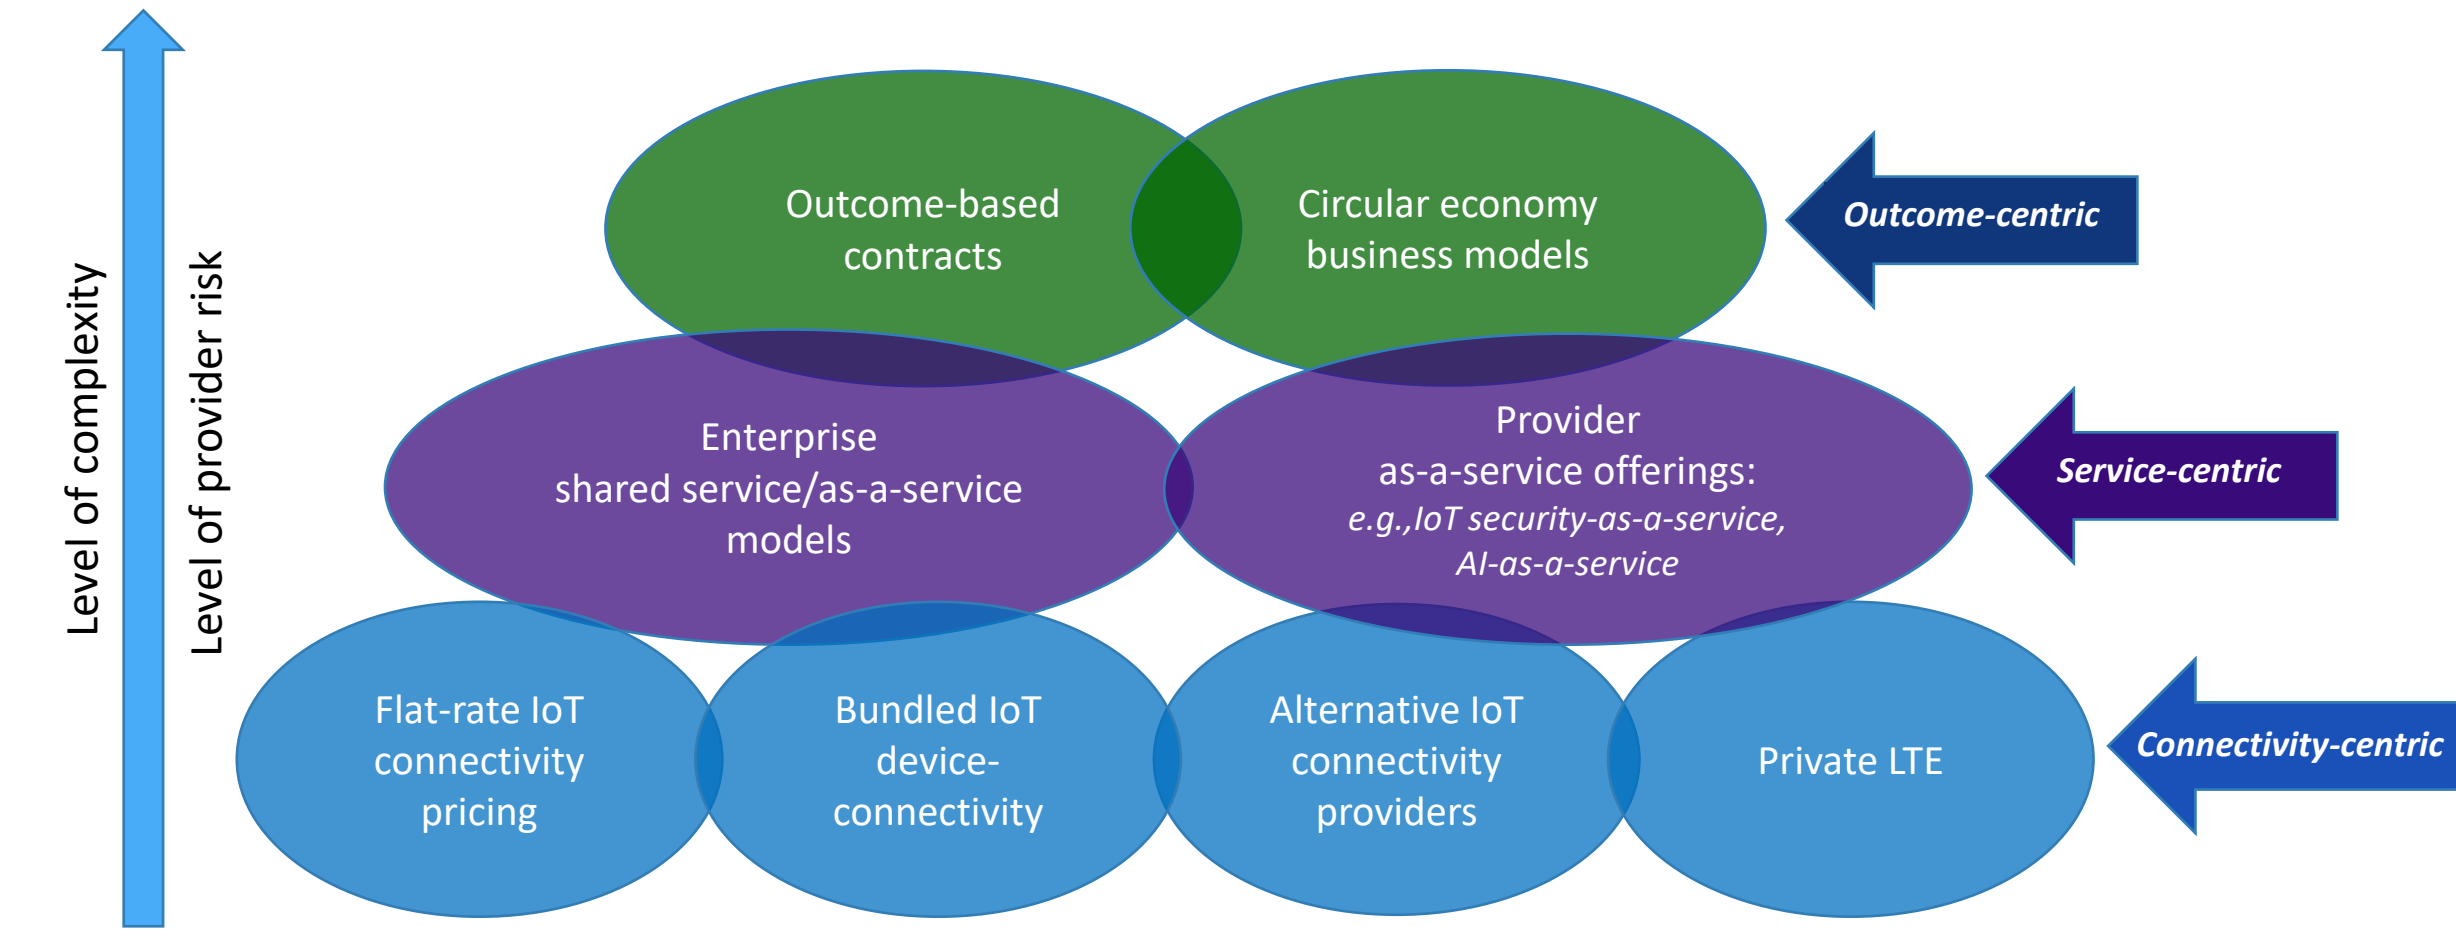 Level of complexity
Level of provider risk
Outcome-based
contracts
Circular economy
business models
Outcome-centric
Enterprise
shared service/as-a-service
models
Provider
as-a-service offerings:
e.g.,IoT security-as-a-service,
AI-as-a-service
Service-centric
Flat-rate IoT
connectivity
pricing
Bundled IoT
device-
connectivity
Alternative IoT
connectivity
providers
Private LTE
Connectivity-centric